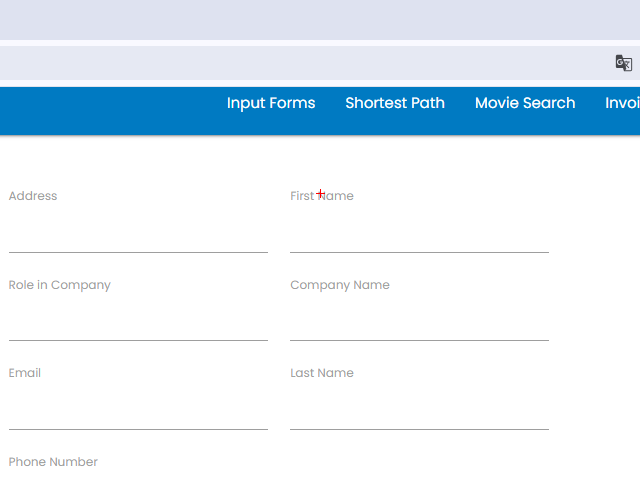 Input Forms Shortest Path Movie Search Invoi
Address First Name
Role in Company Company Name
Email Last Name
Phone Number